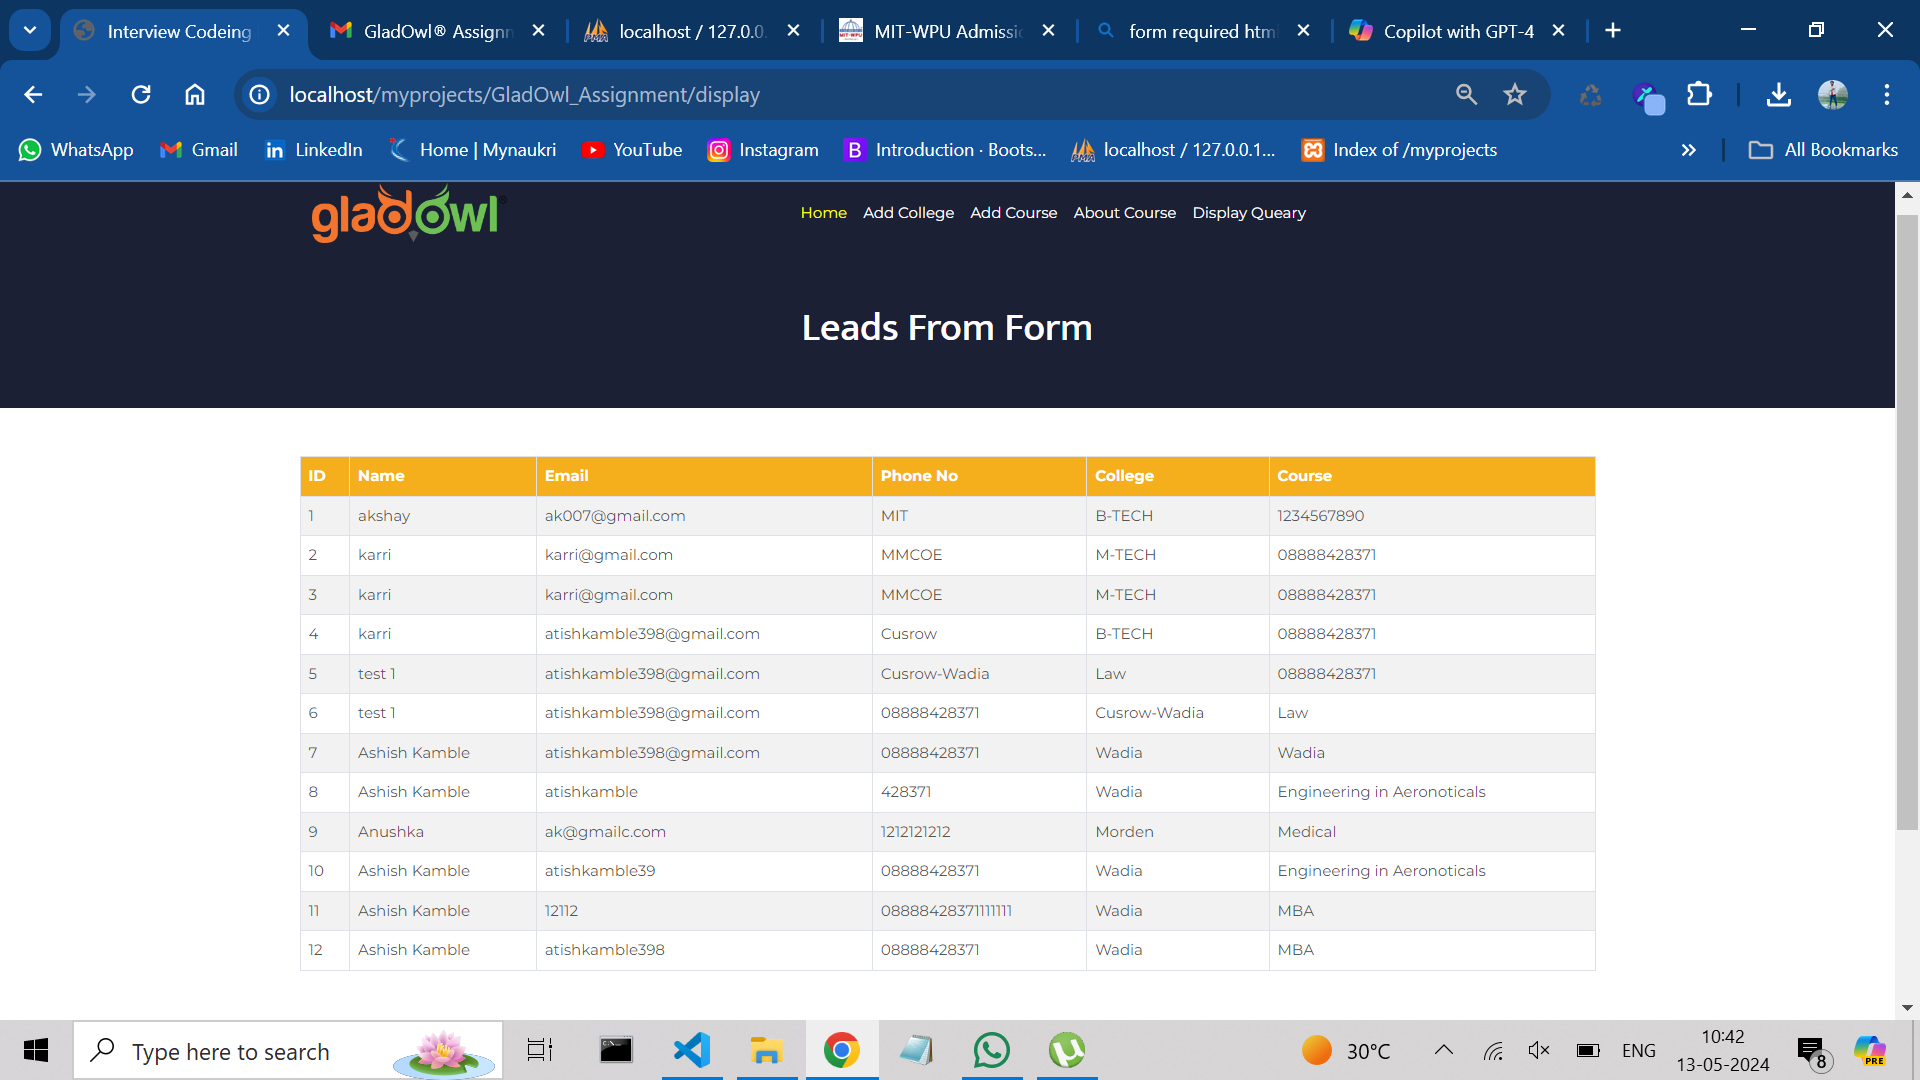 Interview Codeing
GladOwl® Assignn
localhost / 127.0.0.
MIT-WPU Admissio
form required html
Copilot with GPT-4
localhost/myprojects/GladOwl_Assignment/display
WhatsApp Gmail LinkedIn Home | Mynaukri YouTube Instagram Introduction · Boots... localhost / 127.0.0.1... Index of /myprojects » All Bookmarks
gladowl
Home Add College Add Course About Course Display Queary
Leads From Form
ID Name Email Phone No College Course
1 akshay ak007@gmail.com MIT B-TECH 1234567890
2 karri karri@gmail.com MMCOE M-TECH 08888428371
3 karri karri@gmail.com MMCOE M-TECH 08888428371
4 karri atishkamble398@gmail.com Cusrow B-TECH 08888428371
5 test 1 atishkamble398@gmail.com Cusrow-Wadia Law 08888428371
6 test 1 atishkamble398@gmail.com 08888428371 Cusrow-Wadia Law
7 Ashish Kamble atishkamble398@gmail.com 08888428371 Wadia Wadia
8 Ashish Kamble atishkamble 428371 Wadia Engineering in Aeronoticals
9 Anushka ak@gmailc.com 1212121212 Morden Medical
10 Ashish Kamble atishkamble39 08888428371 Wadia Engineering in Aeronoticals
11 Ashish Kamble 12112 08888428371111111 Wadia MBA
12 Ashish Kamble atishkamble398 08888428371 Wadia MBA
Type here to search
30°C
ENG
10:42
13-05-2024
8
PRE